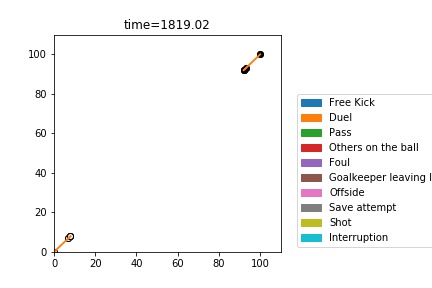 time=1819.02
100
80
60
40
20
0
0 20 40 60 80 100
Free Kick
Duel
Pass
Others on the ball
Foul
Goalkeeper leaving l
Offside
Save attempt
Shot
Interruption